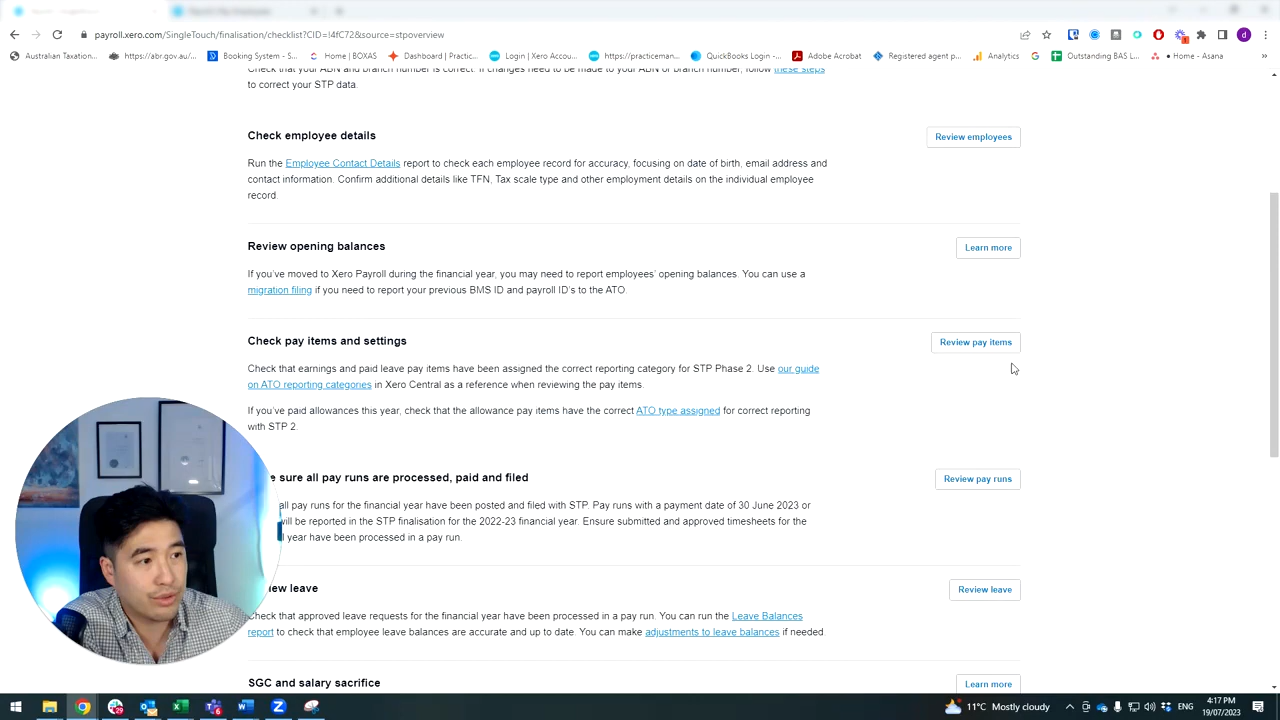 payroll.xero.com/SingleTouch/finalisation/checklist?CID=!4fC72&source=stpoverview
Australian Taxation
https://abr.gov.au/...
Booking System - S...
Home | BOXAS
Dashboard | Practic...
Login | Xero Accou...
https://practiceman...
QuickBooks Login -...
Adobe Acrobat
Registered agent p...
Analytics
Outstanding BAS L...
Home - Asana
Check that your ABN and branch number is correct. If changes need to be made to your ABN or branch number, follow these steps
to correct your STP data.
Check employee details
Review employees
Run the Employee Contact Details report to check each employee record for accuracy, focusing on date of birth, email address and
contact information. Confirm additional details like TFN, Tax scale type and other employment details on the individual employee
record.
Review opening balances
Learn more
If you've moved to Xero Payroll during the financial year, you may need to report employees' opening balances. You can use a
migration filing if you need to report your previous BMS ID and payroll ID's to the ATO.
Check pay items and settings
Review pay items
Check that earnings and paid leave pay items have been assigned the correct reporting category for STP Phase 2. Use our guide
on ATO reporting categories in Xero Central as a reference when reviewing the pay items.
If you've paid allowances this year, check that the allowance pay items have the correct ATO type assigned for correct reporting
with STP 2.
sure all pay runs are processed, paid and filed
Review pay runs
all pay runs for the financial year have been posted and filed with STP. Pay runs with a payment date of 30 June 2023 or
will be reported in the STP finalisation for the 2022-23 financial year. Ensure submitted and approved timesheets for the
year have been processed in a pay run.
leave
Review leave
Check that approved leave requests for the financial year have been processed in a pay run. You can run the Leave Balances
report to check that employee leave balances are accurate and up to date. You can make adjustments to leave balances if needed.
SGC and salary sacrifice
Learn more
11°C Mostly cloudy
ENG
4:17 PM
19/07/2023